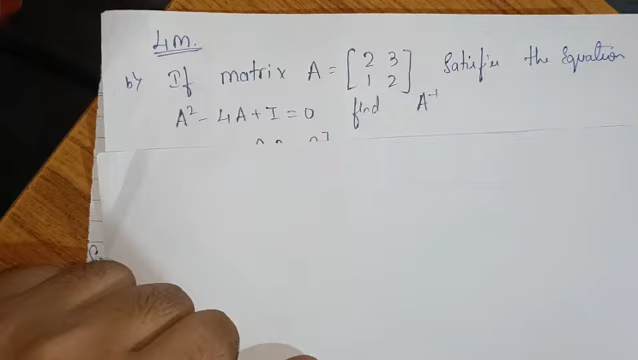 4M.
b) If matrix A = [2 3 1 2] Satisfies the Equation
A² - 4A + I = 0 find A⁻¹